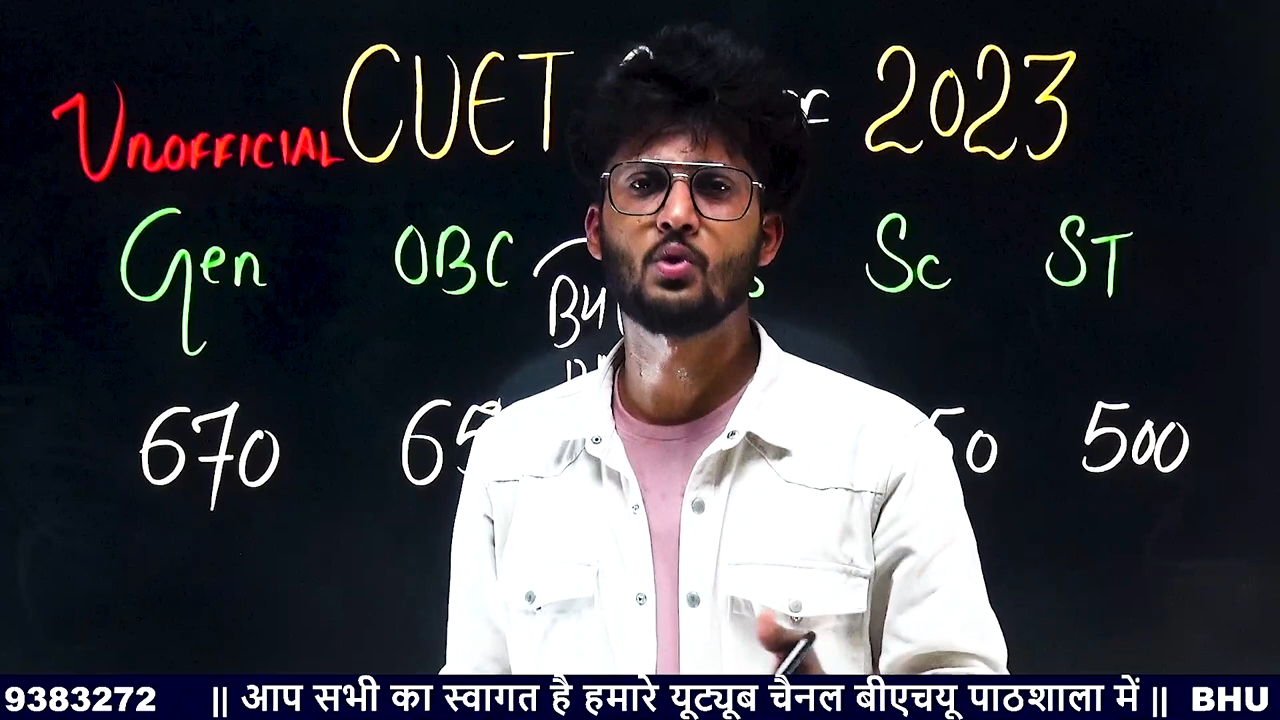 UNOFFICIAL CUET 2023
Gen OBC SC ST
670 500
9383272 || आप सभी का स्वागत है हमारे यूट्यूब चैनल बीएचयू पाठशाला में || BHU